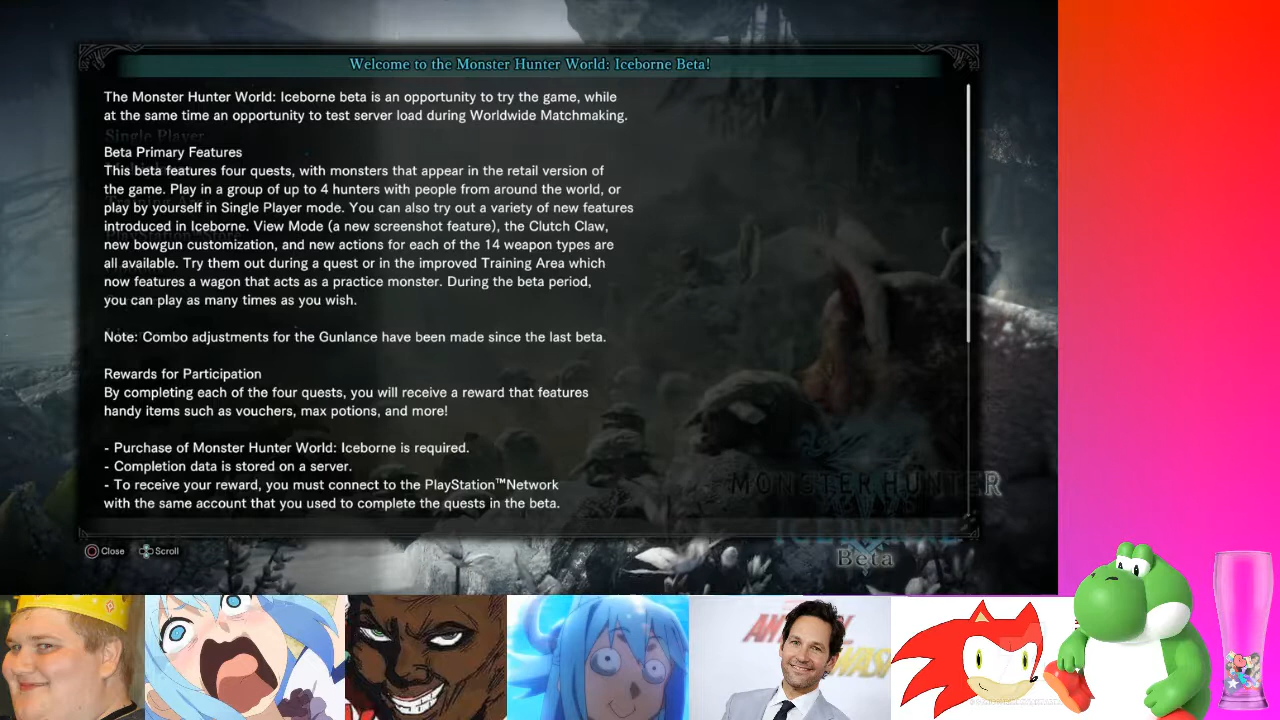 Welcome to the Monster Hunter World: Iceborne Beta!
The Monster Hunter World: Iceborne beta is an opportunity to try the game, while
at the same time an opportunity to test server load during Worldwide Matchmaking.
Single Player
Beta Primary Features
This beta features four quests, with monsters that appear in the retail version of
the game. Play in a group of up to 4 hunters with people from around the world, or
play by yourself in Single Player mode. You can also try out a variety of new features
introduced in Iceborne. View Mode (a new screenshot feature), the Clutch Claw,
new bowgun customization, and new actions for each of the 14 weapon types are
all available. Try them out during a quest or in the improved Training Area which
now features a wagon that acts as a practice monster. During the beta period,
you can play as many times as you wish.
Note: Combo adjustments for the Gunlance have been made since the last beta.
Rewards for Participation
By completing each of the four quests, you will receive a reward that features
handy items such as vouchers, max potions, and more!
- Purchase of Monster Hunter World: Iceborne is required.
- Completion data is stored on a server.
- To receive your reward, you must connect to the PlayStation™Network
with the same account that you used to complete the quests in the beta.
MONSTER HUNTER
WORLD
ICEBORNE
Beta
Close Scroll